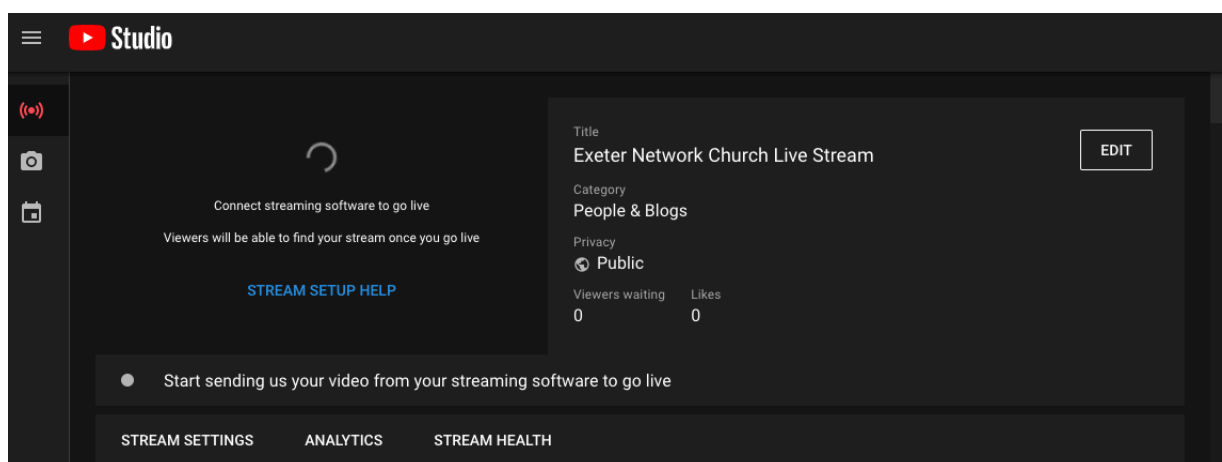 Studio
Connect streaming software to go live
Viewers will be able to find your stream once you go live
STREAM SETUP HELP
Title
Exeter Network Church Live Stream
EDIT
Category
People & Blogs
Privacy
Public
Viewers waiting Likes
0 0
Start sending us your video from your streaming software to go live
STREAM SETTINGS ANALYTICS STREAM HEALTH